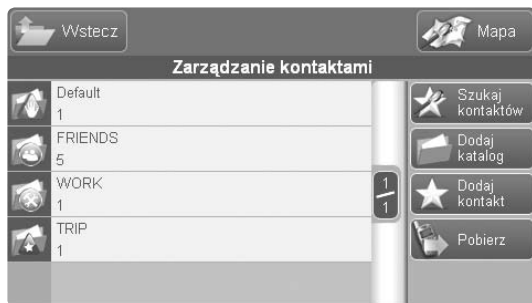 Wstecz
Mapa
Zarządzanie kontaktami
Default
1
FRIENDS
5
WORK
1
TRIP
1
1
1
Szukaj
kontaktów
Dodaj
katalog
Dodaj
kontakt
Pobierz